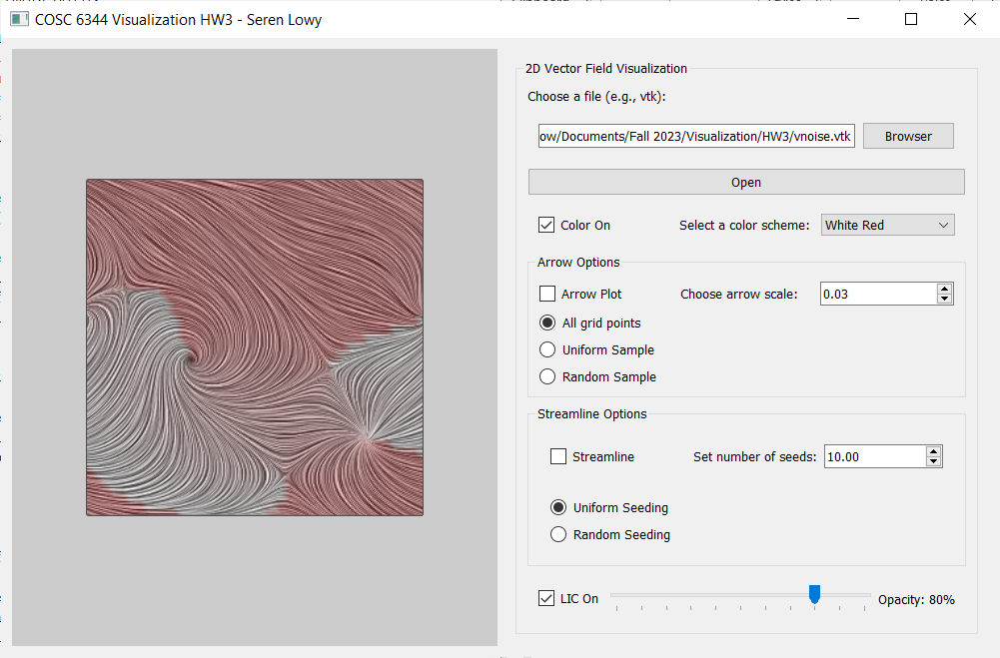 COSC 6344 Visualization HW3 - Seren Lowy
2D Vector Field Visualization
Choose a file (e.g., vtk):
ow/Documents/Fall 2023/Visualization/HW3/vnoise.vtk Browser
Open
Color On Select a color scheme: White Red
Arrow Options
Arrow Plot Choose arrow scale: 0.03
All grid points
Uniform Sample
Random Sample
Streamline Options
Streamline Set number of seeds: 10.00
Uniform Seeding
Random Seeding
LIC On Opacity: 80%